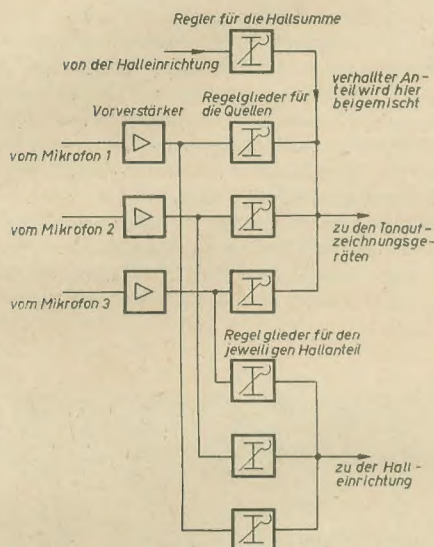 Regler für die Hallsumme
von der Halleinrichtung
verhallter An-
teil wird hier
beigemischt
Vorverstärker
Regelglieder für
die Quellen
vom Mikrofon 1
vom Mikrofon 2
zu den Tonauf-
zeichnungsge-
räten
vom Mikrofon 3
Regelglieder für den
jeweiligen Hallanteil
zu der Hall-
einrichtung